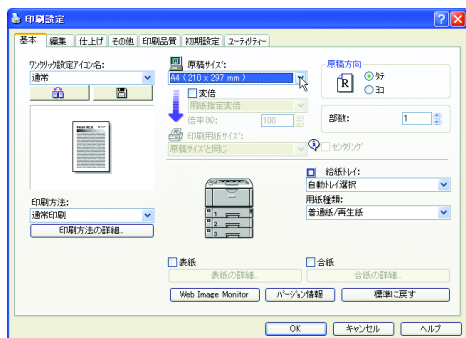 印刷設定
基本 編集 仕上げ その他 印刷品質 初期設定 ユーティリティー
ワンクリック設定アイコン名:
通常
印刷方法:
通常印刷
印刷方法の詳細...
原稿サイズ:
A4 (210 x 297 mm )
変倍
用紙指定変倍
倍率(%): 100
印刷用紙サイズ:
原稿サイズと同じ
原稿方向
R
タテ
ヨコ
部数: 1
センタリング
給紙トレイ:
自動トレイ選択
用紙種類:
普通紙/再生紙
1
2
3
表紙
表紙の詳細...
合紙
合紙の詳細...
Web Image Monitor バージョン情報 標準に戻す
OK キャンセル ヘルプ